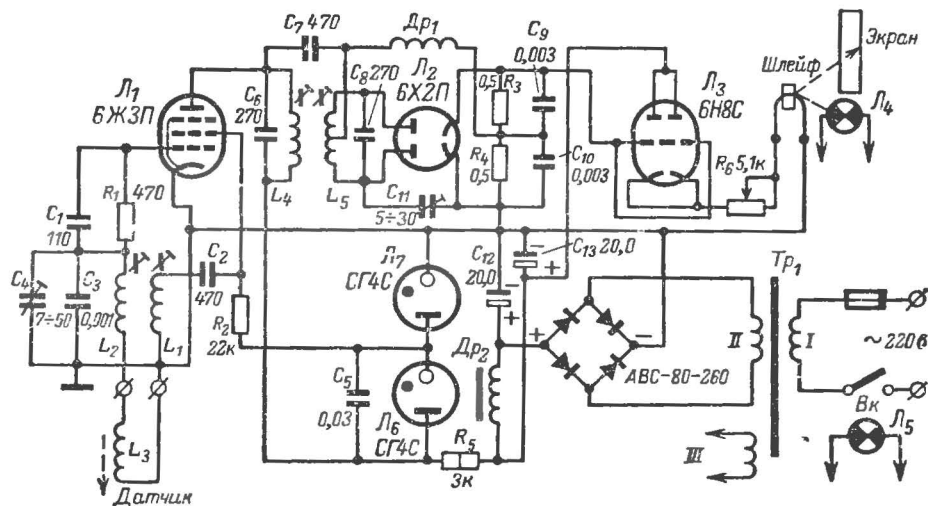 C7 470
Др1
C9
0,003
Экран
Шлейф
Л1
6Ж3П
C6
270
C8 270
Л2
6Х2П
0,5
R3
Л3
6Н8С
Л4
R1
470
L4
L5
R4
0,5
C10
0,003
R6 5,1к
C11
5÷30
C1
110
C2
470
Л7
СГ4С
C12
20,0
C13 20,0
Тр1
C4
7÷50
C3
0,001
L2
L1
R2
22к
Др2
АВС-80-260
II
I
~220в
C5
0,03
Л6
СГ4С
R5
3к
Вк
Л5
III
L3
Датчик